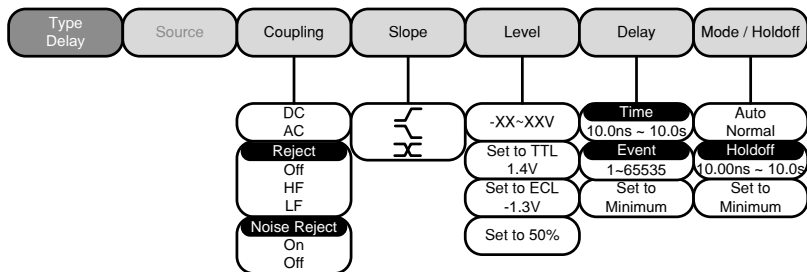 Type
Delay
Source
Coupling
Slope
Level
Delay
Mode / Holdoff
DC
AC
Reject
Off
HF
LF
Noise Reject
On
Off
-XX~XXV
Set to TTL
1.4V
Set to ECL
-1.3V
Set to 50%
Time
10.0ns ~ 10.0s
Event
1~65535
Set to
Minimum
Auto
Normal
Holdoff
10.00ns ~ 10.0s
Set to
Minimum